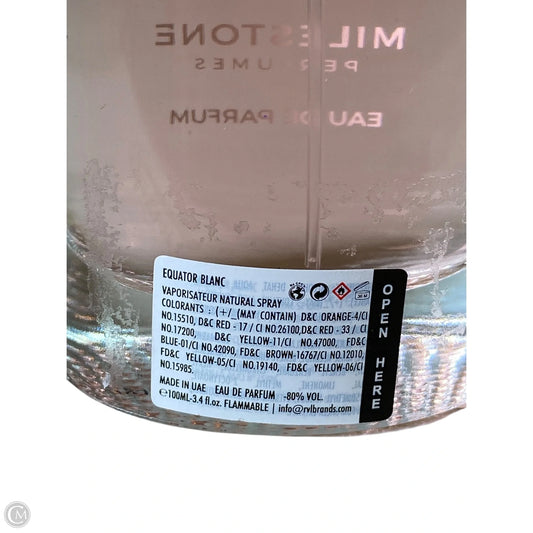 MILESTONE
PERFUMES
EAU DE PARFUM
EQUATOR BLANC
VAPORISATEUR NATURAL SPRAY
COLORANTS : (+/_(MAY CONTAIN) D&C ORANGE-4/CI
NO.15510, D&C RED - 17 / CI NO.26100,D&C RED - 33 / CI
NO.17200, D&C YELLOW-11/CI NO.47000, FD&C
BLUE-01/CI NO.42090, FD&C BROWN-16767/CI NO.12010,
FD&C YELLOW-05/CI NO.19140, FD&C YELLOW-06/CI
NO.15985.
MADE IN UAE EAU DE PARFUM -80% VOL.
℮100ML-3.4 fl.oz. FLAMMABLE | info@rvlbrands.com
OPEN HERE
CM